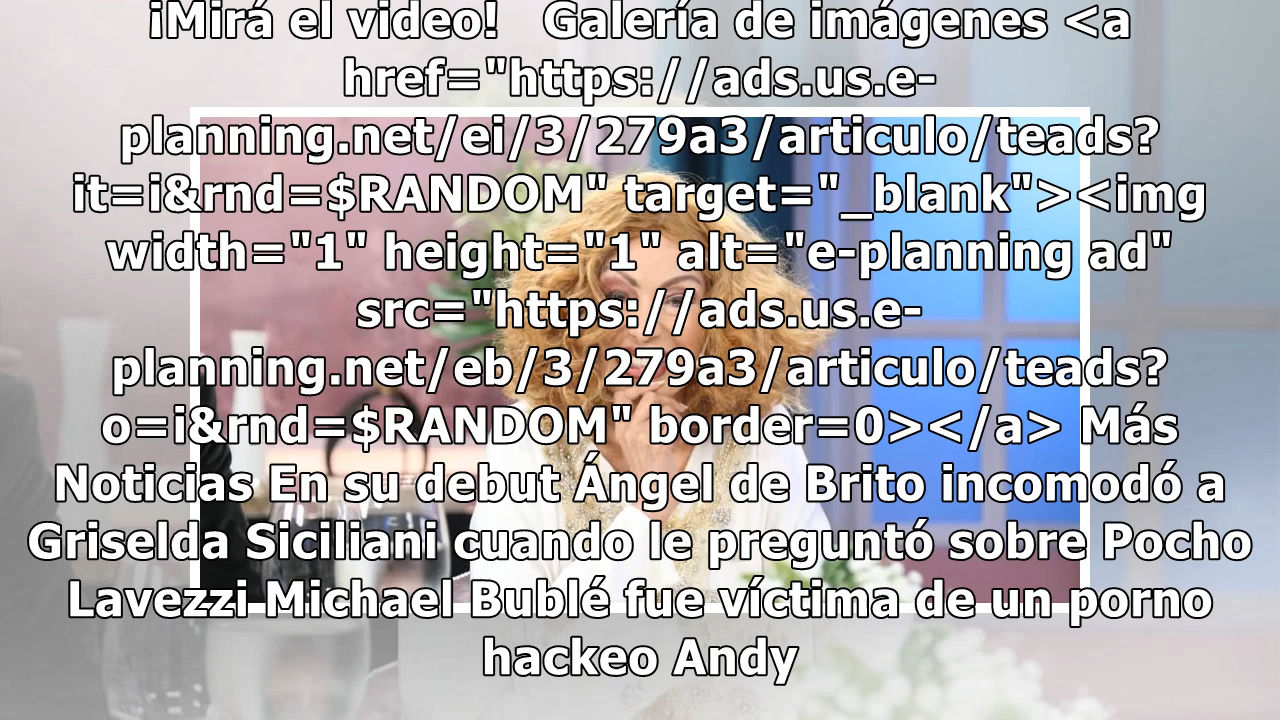 ¡Mirá el video!   Galería de imágenes <a
href="https://ads.us.e-
planning.net/ei/3/279a3/articulo/teads?
it=i&rnd=$RANDOM" target="_blank"><img
width="1" height="1" alt="e-planning ad"
src="https://ads.us.e-
planning.net/eb/3/279a3/articulo/teads?
o=i&rnd=$RANDOM" border=0></a> Más
Noticias En su debut Ángel de Brito incomodó a
Griselda Siciliani cuando le preguntó sobre Pocho
Lavezzi Michael Bublé fue víctima de un porno
hackeo Andy